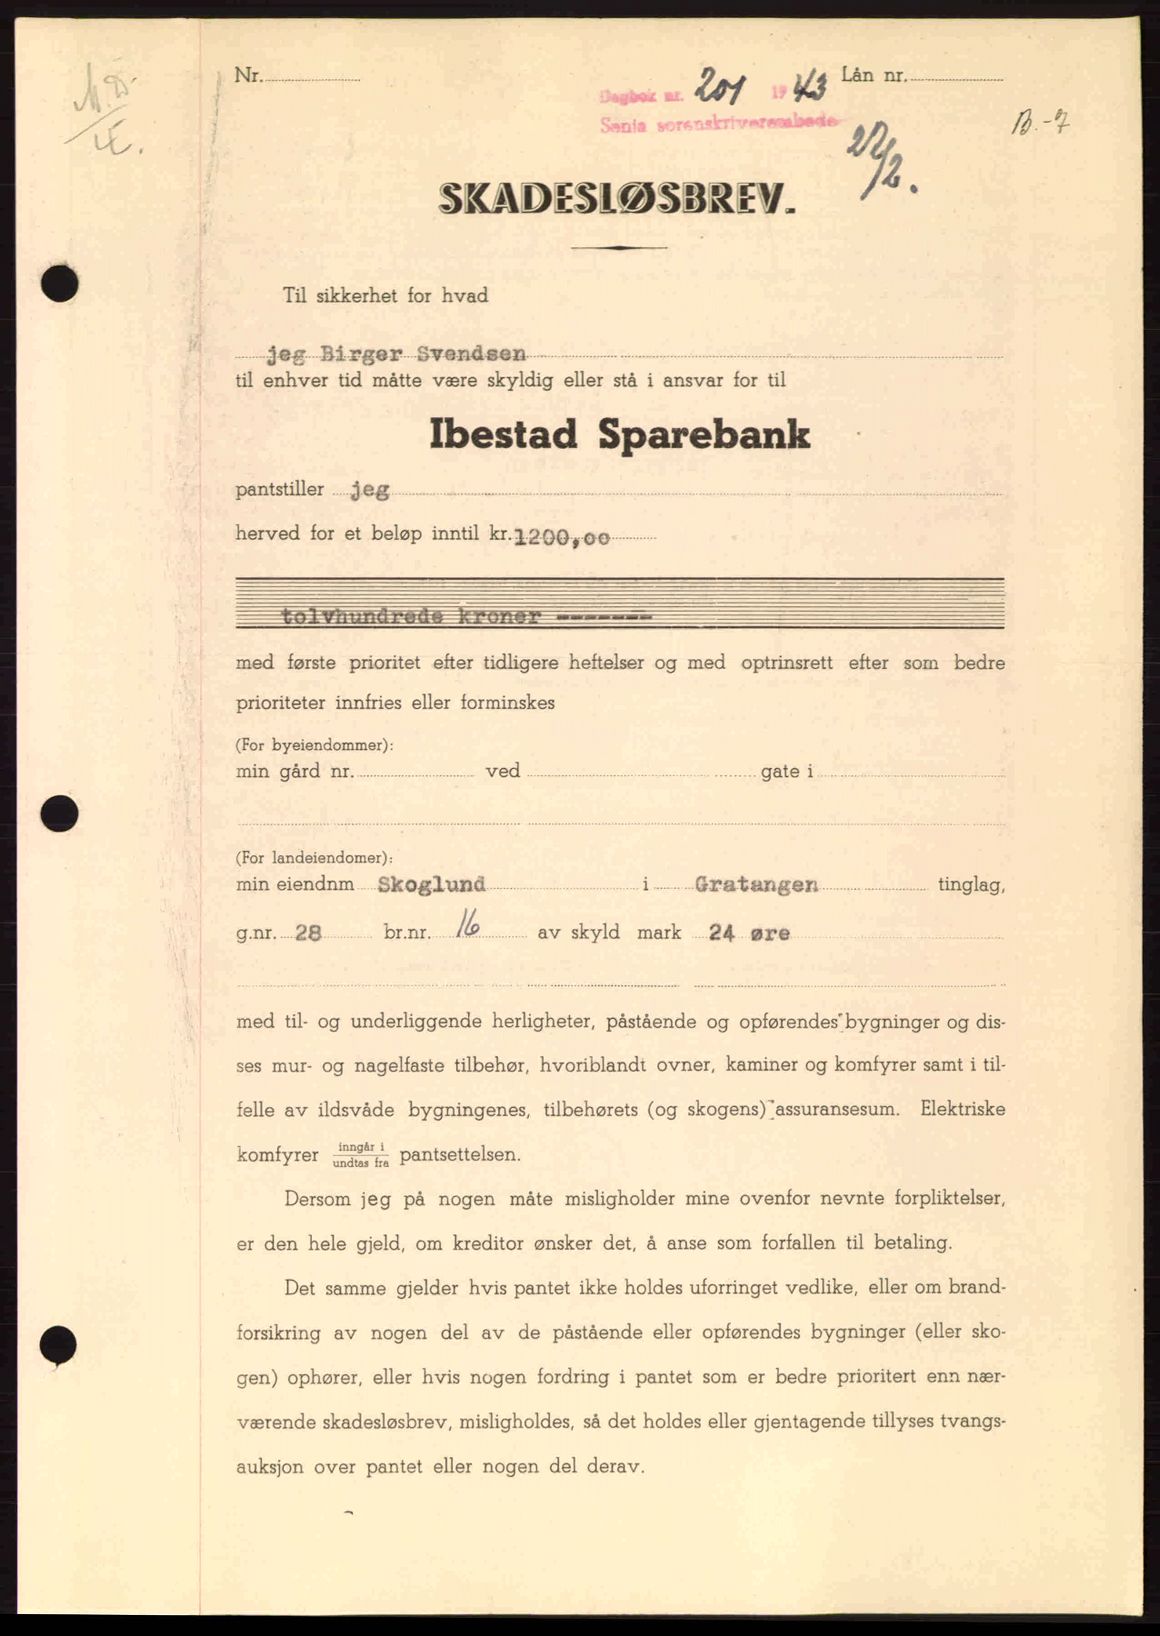 M.D.
Nr.
Lån nr.
Dagbok nr. 201 1943
Senja sorenskriverembede
22/2.
B.-7
SKADESLØSBREV.
Til sikkerhet for hvad
jeg Birger Svendsen
til enhver tid måtte være skyldig eller stå i ansvar for til
Ibestad Sparebank
pantstiller jeg
herved for et beløp inntil kr. 1200,00
tolvhundrede kroner -------
med første prioritet efter tidligere heftelser og med optrinsrett efter som bedre
prioriteter innfries eller forminskes
(For byeiendommer):
min gård nr. ved gate i
(For landeiendomer):
min eiendnm Skoglund i Gratangen tinglag,
g.nr. 28 br.nr. 16 av skyld mark 24 øre
med til- og underliggende herligheter, påstående og opførendes bygninger og dis-
ses mur- og nagelfaste tilbehør, hvoriblandt ovner, kaminer og komfyrer samt i til-
felle av ildsvåde bygningenes, tilbehørets (og skogens) assuransesum. Elektriske
komfyrer inngår i / undtas fra pantsettelsen.
Dersom jeg på nogen måte misligholder mine ovenfor nevnte forpliktelser,
er den hele gjeld, om kreditor ønsker det, å anse som forfallen til betaling.
Det samme gjelder hvis pantet ikke holdes uforringet vedlike, eller om brand-
forsikring av nogen del av de påstående eller opførendes bygninger (eller sko-
gen) ophører, eller hvis nogen fordring i pantet som er bedre prioritert enn nær-
værende skadesløsbrev, misligholdes, så det holdes eller gjentagende tillyses tvangs-
auksjon over pantet eller nogen del derav.